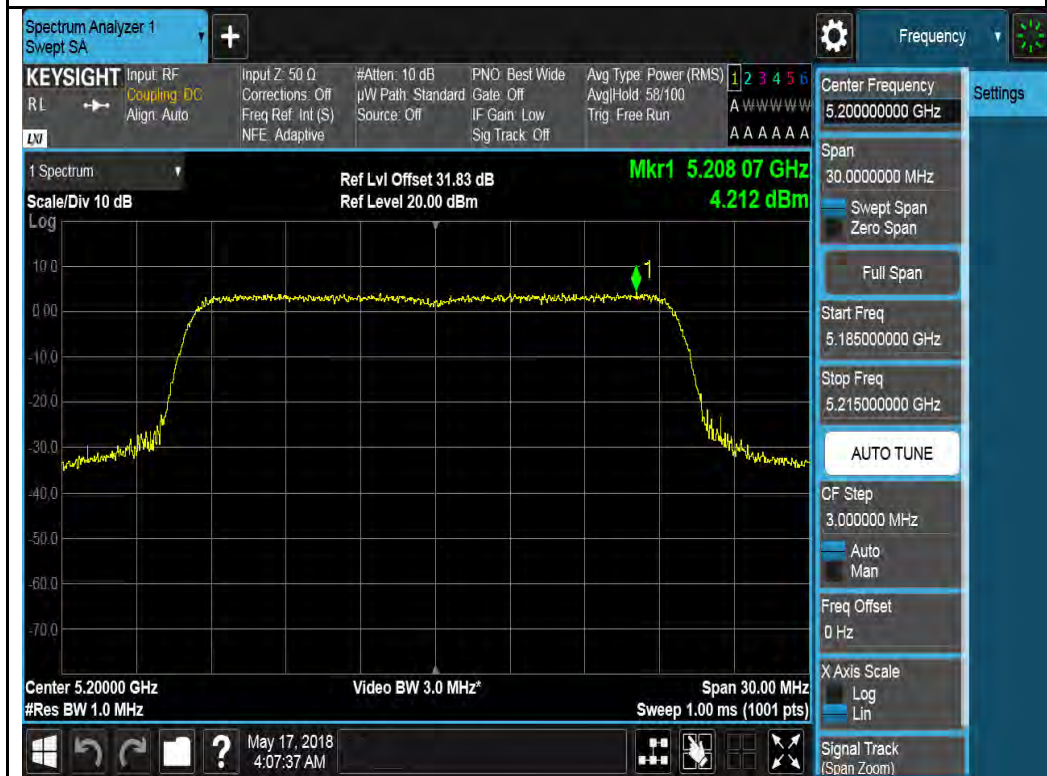 Spectrum Analyzer 1
Swept SA
+
Frequency
KEYSIGHT
RL
LXI
Input: RF
Coupling: DC
Align: Auto
Input Z: 50 Ω
Corrections: Off
Freq Ref: Int (S)
NFE: Adaptive
#Atten: 10 dB
µW Path: Standard
Source: Off
PNO: Best Wide
Gate: Off
IF Gain: Low
Sig Track: Off
Avg Type: Power (RMS)
Avg|Hold: 58/100
Trig: Free Run
1 2 3 4 5 6
A W W W W W
A A A A A A
1 Spectrum
Scale/Div 10 dB
Ref Lvl Offset 31.83 dB
Ref Level 20.00 dBm
Mkr1 5.208 07 GHz
4.212 dBm
Log
10.0
0.00
-10.0
-20.0
-30.0
-40.0
-50.0
-60.0
-70.0
1
Center 5.20000 GHz
#Res BW 1.0 MHz
Video BW 3.0 MHz*
Span 30.00 MHz
Sweep 1.00 ms (1001 pts)
?
May 17, 2018
4:07:37 AM
Center Frequency
5.200000000 GHz
Span
30.0000000 MHz
Swept Span
Zero Span
Full Span
Start Freq
5.185000000 GHz
Stop Freq
5.215000000 GHz
AUTO TUNE
CF Step
3.000000 MHz
Auto
Man
Freq Offset
0 Hz
X Axis Scale
Log
Lin
Signal Track
(Span Zoom)
Settings